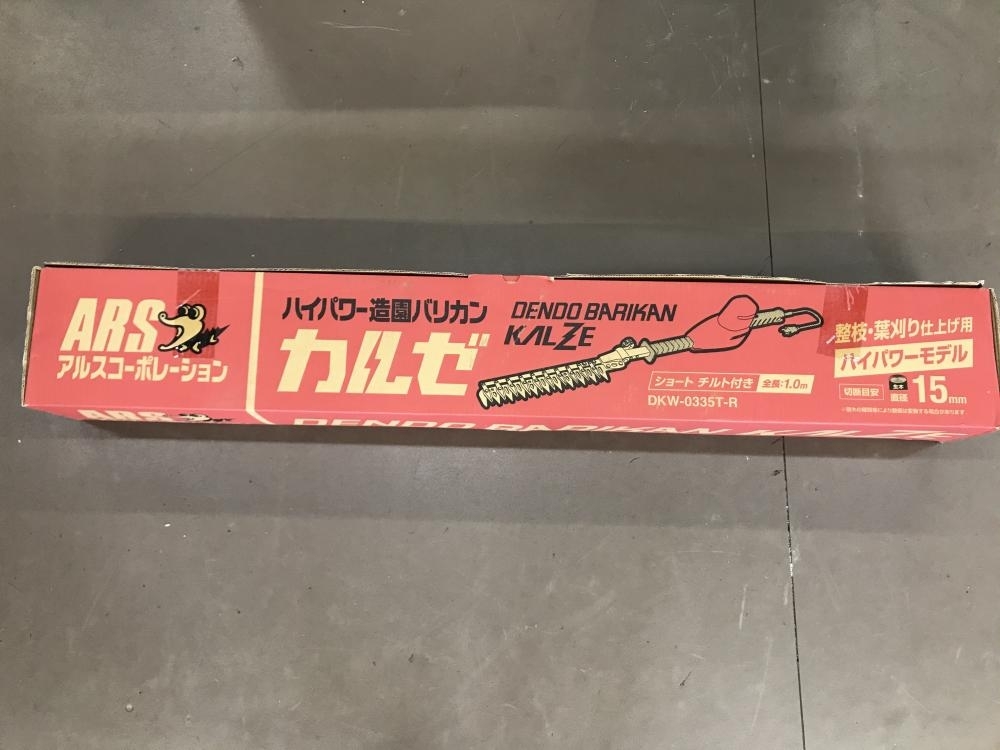 ARS
アルスコーポレーション
ハイパワー造園バリカン
カルゼ
DENDO BARIKAN
KALZE
ショート チルト付き 全長:1.0m
DKW-0335T-R
整枝・葉刈り仕上げ用
ハイパワーモデル
切断目安 生木 直径 15mm
ARS
DENDO BARIKAN KALZE